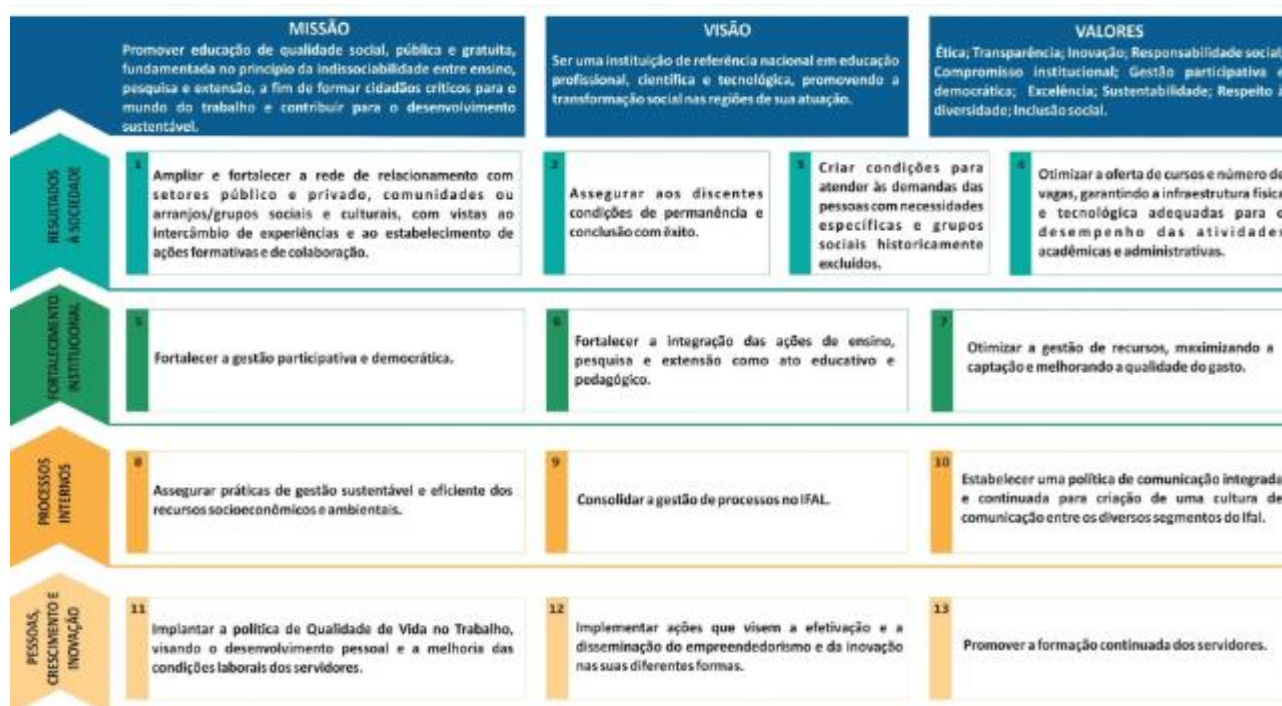 MISSÃO
Promover educação de qualidade social, pública e gratuita,
fundamentada no princípio da indissociabilidade entre ensino,
pesquisa e extensão, a fim de formar cidadãos críticos para o
mundo do trabalho e contribuir para o desenvolvimento
sustentável.
VISÃO
Ser uma instituição de referência nacional em educação
profissional, científica e tecnológica, promovendo a
transformação social nas regiões de sua atuação.
VALORES
Ética; Transparência; Inovação; Responsabilidade social;
Compromisso institucional; Gestão participativa e
democrática; Excelência; Sustentabilidade; Respeito à
diversidade; Inclusão social.
RESULTADOS
À SOCIEDADE
1
Ampliar e fortalecer a rede de relacionamento com
setores público e privado, comunidades ou
arranjos/grupos sociais e culturais, com vistas ao
intercâmbio de experiências e ao estabelecimento de
ações formativas e de colaboração.
2
Assegurar aos discentes
condições de permanência e
conclusão com êxito.
3
Criar condições para
atender às demandas das
pessoas com necessidades
específicas e grupos
sociais historicamente
excluídos.
4
Otimizar a oferta de cursos e número de
vagas, garantindo a infraestrutura física
e tecnológica adequadas para o
desempenho das atividades
acadêmicas e administrativas.
FORTALECIMENTO
INSTITUCIONAL
5
Fortalecer a gestão participativa e democrática.
6
Fortalecer a integração das ações de ensino,
pesquisa e extensão como ato educativo e
pedagógico.
7
Otimizar a gestão de recursos, maximizando a
captação e melhorando a qualidade do gasto.
PROCESSOS
INTERNOS
8
Assegurar práticas de gestão sustentável e eficiente dos
recursos socioeconômicos e ambientais.
9
Consolidar a gestão de processos no IFAL.
10
Estabelecer uma política de comunicação integrada
e continuada para criação de uma cultura de
comunicação entre os diversos segmentos do Ifal.
PESSOAS,
CRESCIMENTO E
INOVAÇÃO
11
Implantar a política de Qualidade de Vida no Trabalho,
visando o desenvolvimento pessoal e a melhoria das
condições laborais dos servidores.
12
Implementar ações que visem a efetivação e a
disseminação do empreendedorismo e da inovação
nas suas diferentes formas.
13
Promover a formação continuada dos servidores.